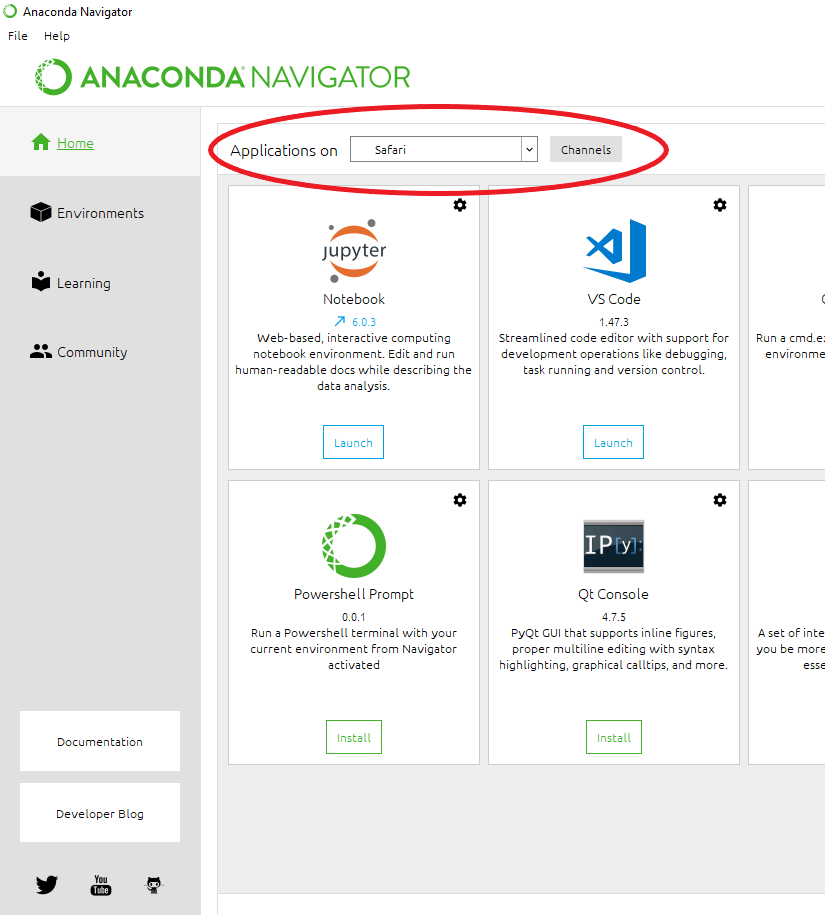 Anaconda Navigator
File Help
ANACONDA NAVIGATOR
Home
Applications on Safari Channels
Environments
Learning
Community
jupyter
Notebook
6.0.3
Web-based, interactive computing
notebook environment. Edit and run
human-readable docs while describing the
data analysis.
Launch
VS Code
1.47.3
Streamlined code editor with support for
development operations like debugging,
task running and version control.
Launch
Run a cmd.e
environme
Powershell Prompt
0.0.1
Run a Powershell terminal with your
current environment from Navigator
activated
Install
IP[y]:
Qt Console
4.7.5
PyQt GUI that supports inline figures,
proper multiline editing with syntax
highlighting, graphical calltips, and more.
Install
A set of inte
you be more
esse
Documentation
Developer Blog
You
Tube